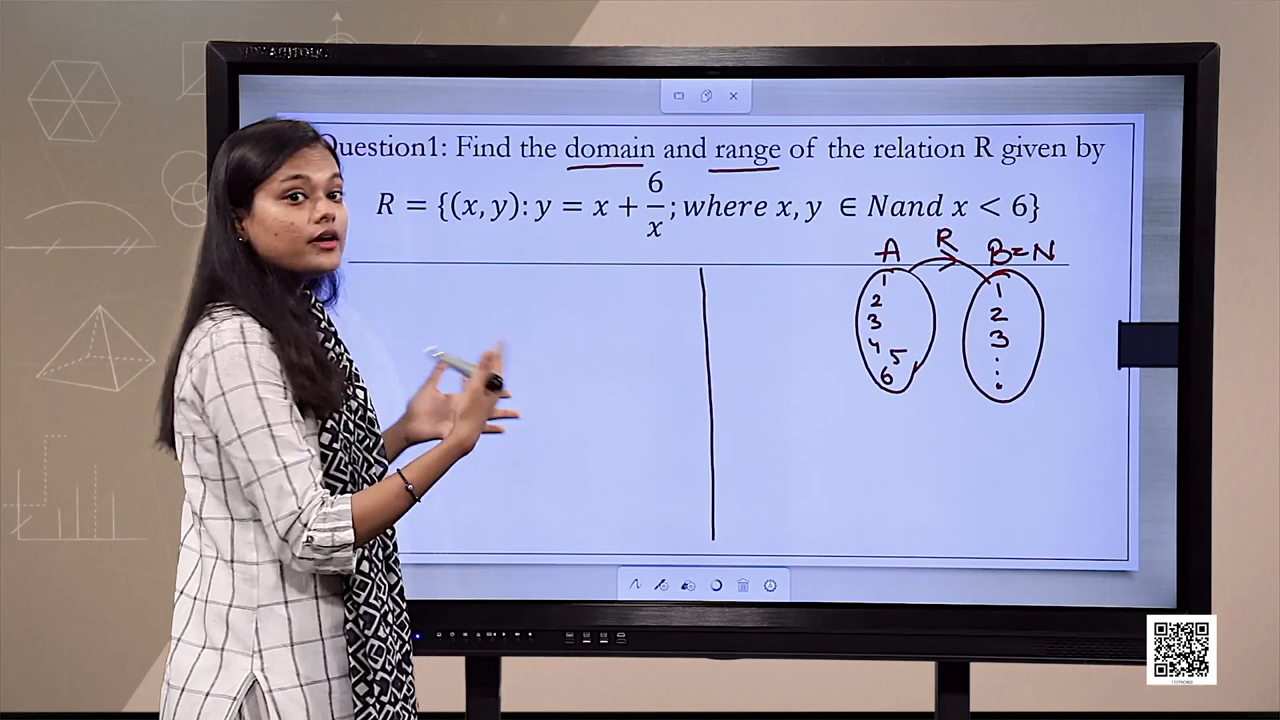 Question1: Find the domain and range of the relation R given by
R = {(x, y): y = x + 6/x ; where x, y ∈ Nand x < 6}
A R B=N
1 1
2 2
3 3
4 5 :
6 .